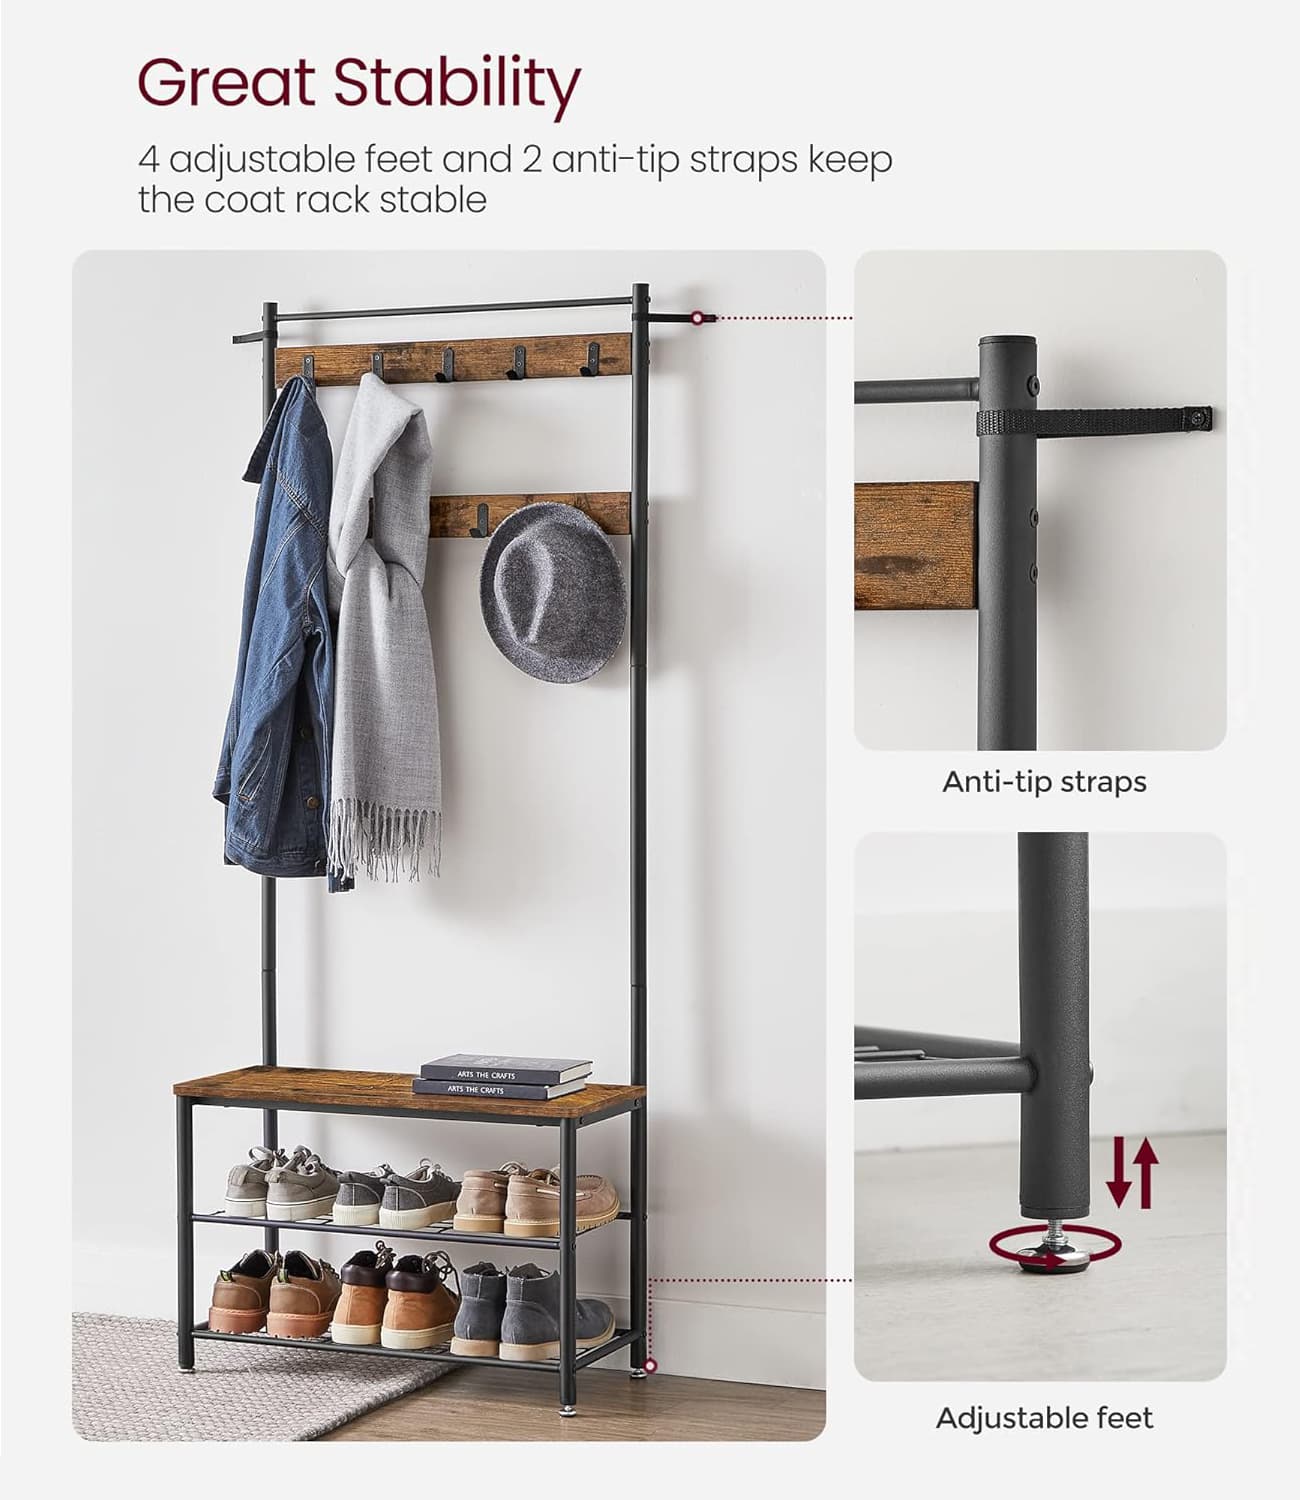 Great Stability
4 adjustable feet and 2 anti-tip straps keep
the coat rack stable
ARTS THE CRAFTS
ARTS THE CRAFTS
Anti-tip straps
Adjustable feet